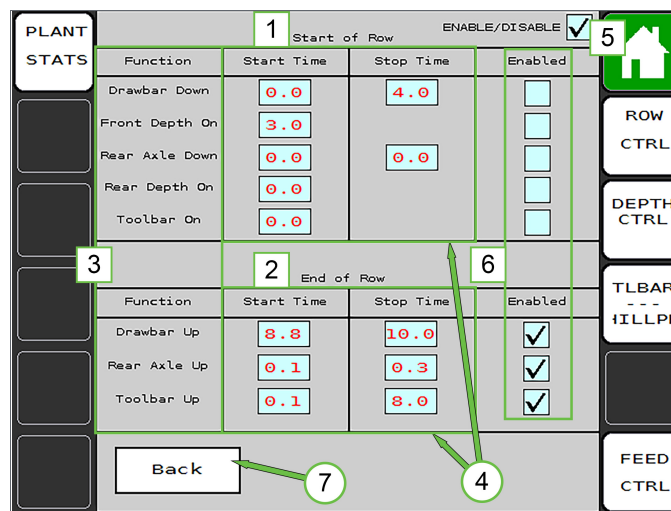 PLANT
STATS
1
Start of Row
ENABLE/DISABLE
5
Function Start Time Stop Time Enabled
Drawbar Down 0.0 4.0
Front Depth On 3.0
Rear Axle Down 0.0 0.0
Rear Depth On 0.0
Toolbar On 0.0
ROW
CTRL
DEPTH
CTRL
3
2
End of Row
6
Function Start Time Stop Time Enabled
Drawbar Up 8.8 10.0
Rear Axle Up 0.1 0.3
Toolbar Up 0.1 8.0
TLBAR
---
HILLPI
Back
7
4
FEED
CTRL